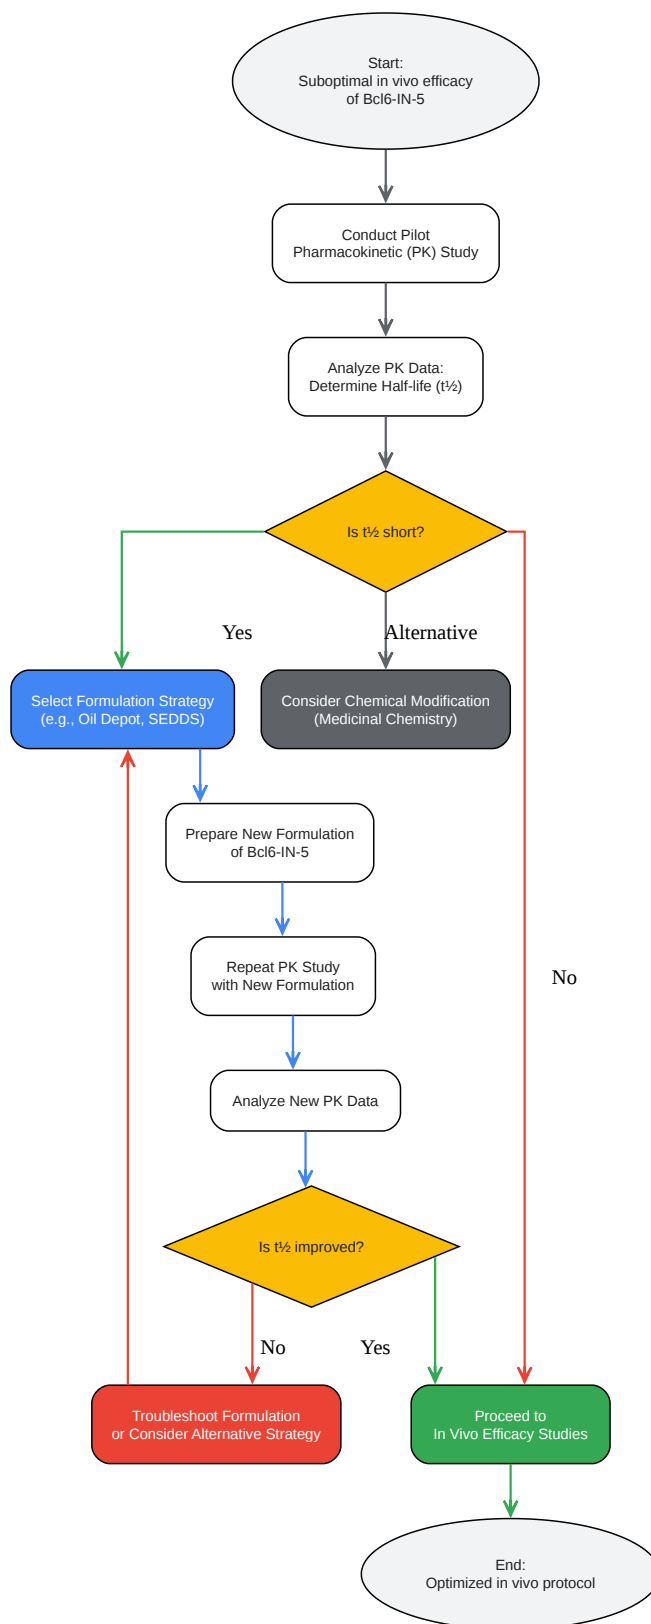 Start:
Suboptimal in vivo efficacy
of Bcl6-IN-5
Conduct Pilot
Pharmacokinetic (PK) Study
Analyze PK Data:
Determine Half-life (t½)
Is t½ short?
Yes
Alternative
Select Formulation Strategy
(e.g., Oil Depot, SEDDS)
Consider Chemical Modification
(Medicinal Chemistry)
Prepare New Formulation
of Bcl6-IN-5
Repeat PK Study
with New Formulation
No
Analyze New PK Data
Is t½ improved?
No
Yes
Troubleshoot Formulation
or Consider Alternative Strategy
Proceed to
In Vivo Efficacy Studies
End:
Optimized in vivo protocol